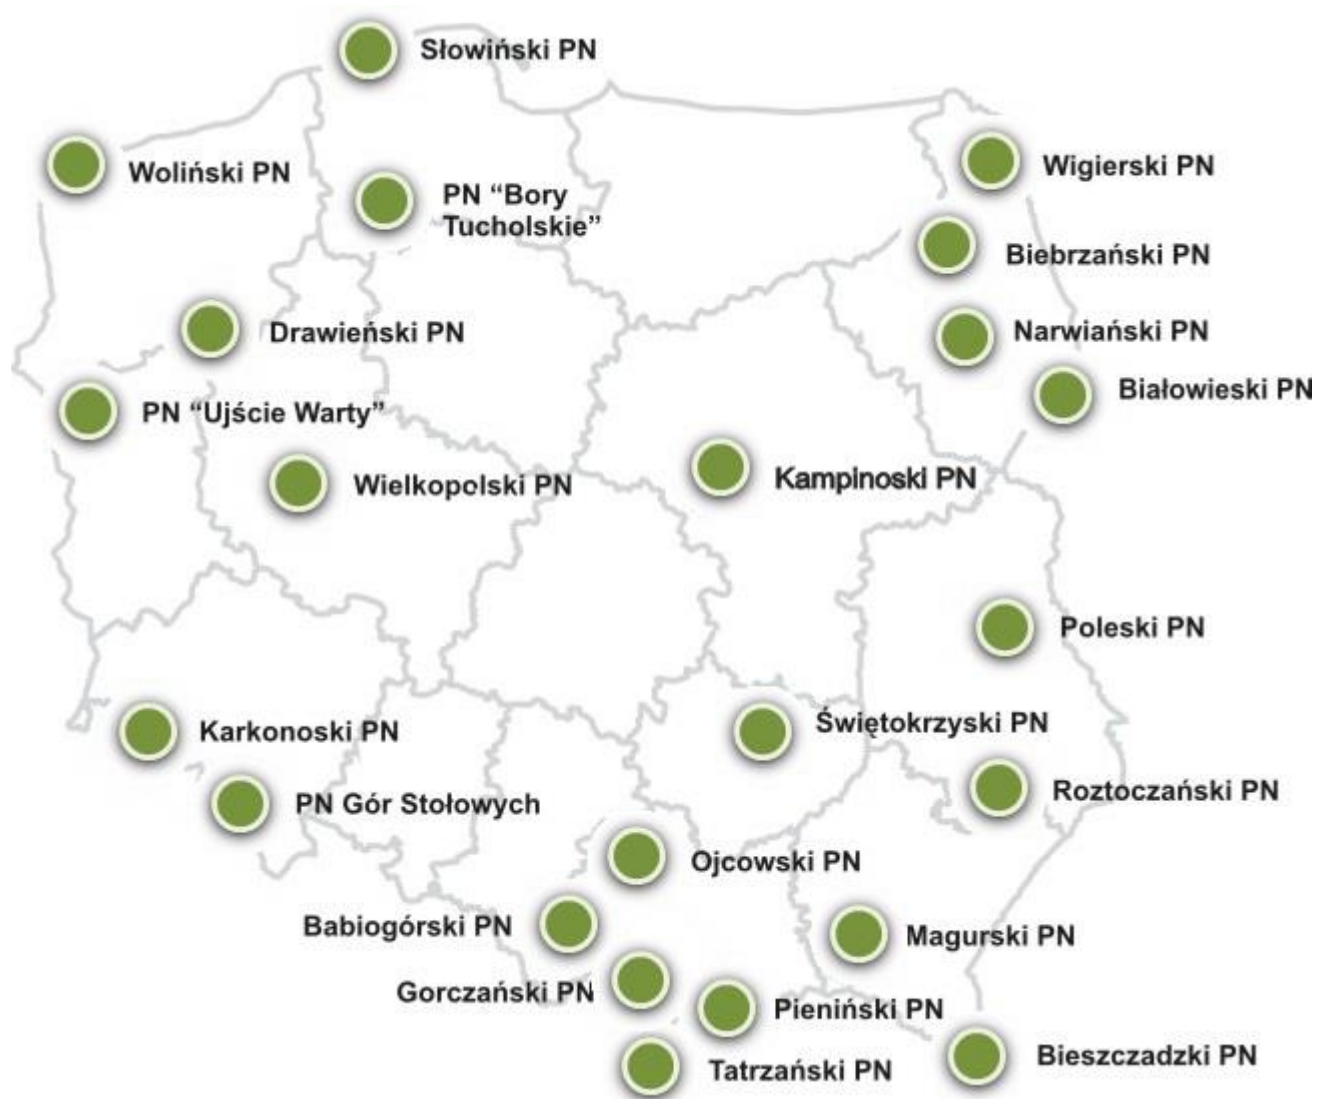 Słowiński PN
Woliński PN
Wigierski PN
PN “Bory
Tucholskie”
Biebrzański PN
Drawieński PN
Narwiański PN
Białowieski PN
PN “Ujście Warty”
Wielkopolski PN
Kampinoski PN
Poleski PN
Karkonoski PN
Świętokrzyski PN
PN Gór Stołowych
Roztoczański PN
Ojcowski PN
Babiogórski PN
Magurski PN
Gorczański PN
Pieniński PN
Bieszczadzki PN
Tatrzański PN